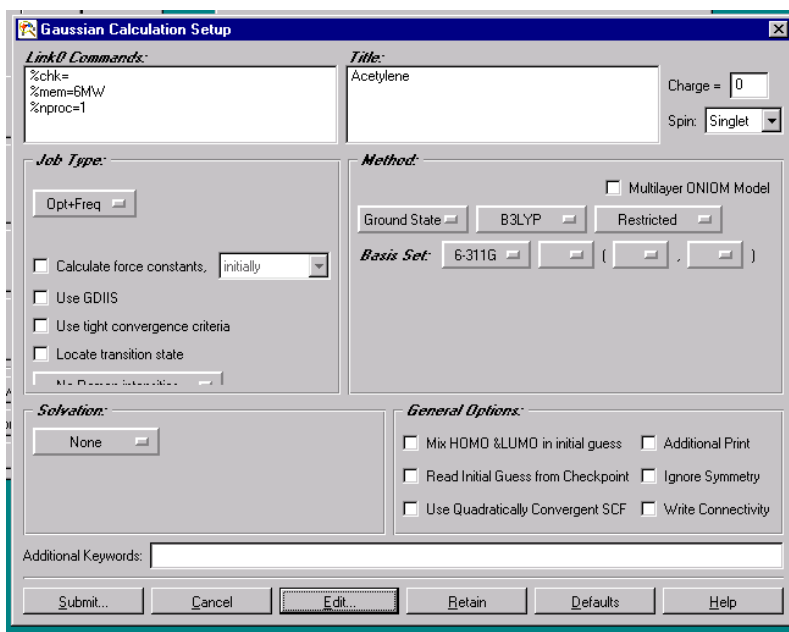 Gaussian Calculation Setup
Link0 Commands:
%chk=
%mem=6MW
%nproc=1
Title:
Acetylene
Charge = 0
Spin: Singlet
Job Type:
Opt+Freq
Calculate force constants, initially
Use GDIIS
Use tight convergence criteria
Locate transition state
Method:
Multilayer ONIOM Model
Ground State B3LYP Restricted
Basis Set: 6-311G ( , )
Solvation:
None
General Options:
Mix HOMO &LUMO in initial guess Additional Print
Read Initial Guess from Checkpoint Ignore Symmetry
Use Quadratically Convergent SCF Write Connectivity
Additional Keywords:
Submit... Cancel Edit... Retain Defaults Help